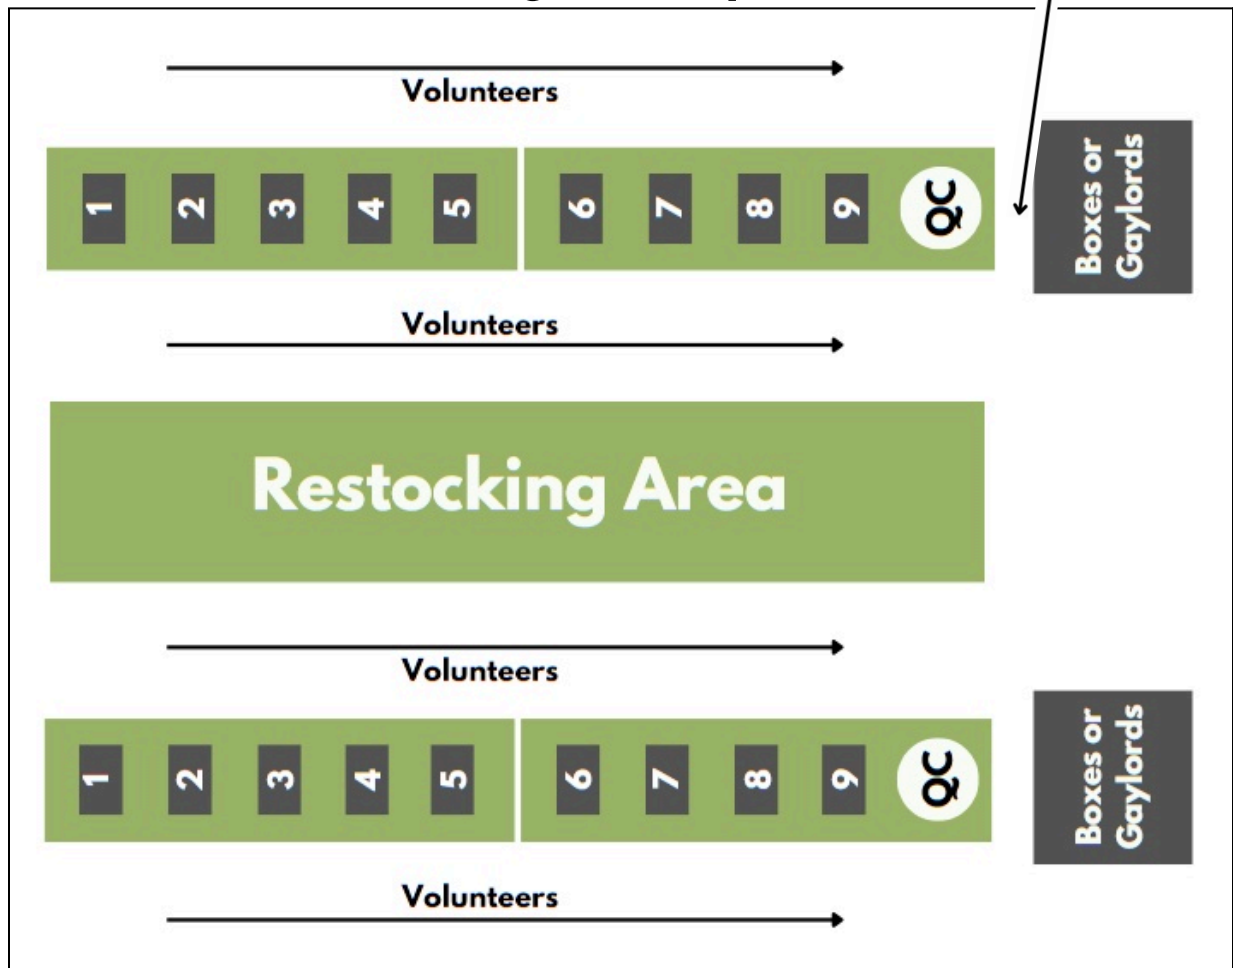 Volunteers
1 2 3 4 5 6 7 8 9 QC
Boxes or
Gaylords
Volunteers
Restocking Area
Volunteers
1 2 3 4 5 6 7 8 9 QC
Boxes or
Gaylords
Volunteers